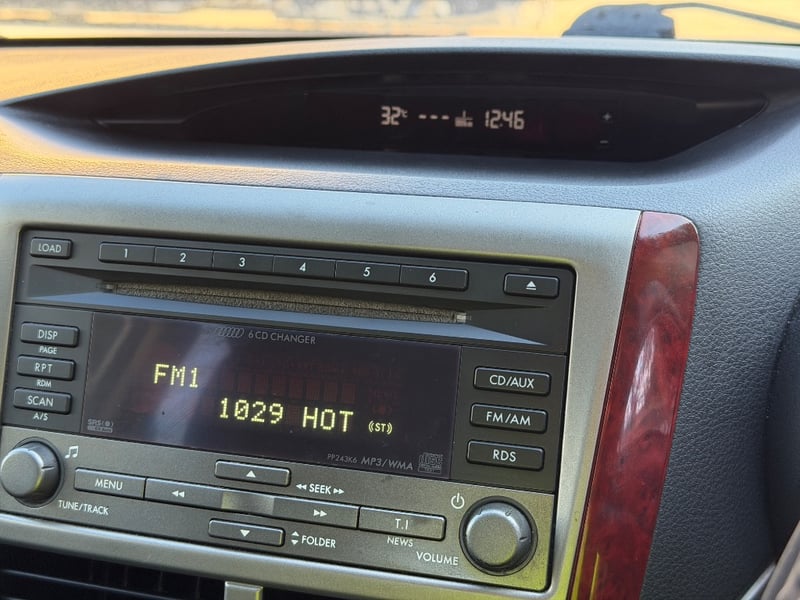 32°C --- 12:46
+
−
LOAD 1 2 3 4 5 6
6 CD CHANGER
DISP
PAGE
RPT
RDM
SCAN
A/S
FM1
1029 HOT (ST)
CD/AUX
FM/AM
RDS
PP243K6 MP3/WMA
MENU
SEEK
TUNE/TRACK
T.I
NEWS
FOLDER
VOLUME